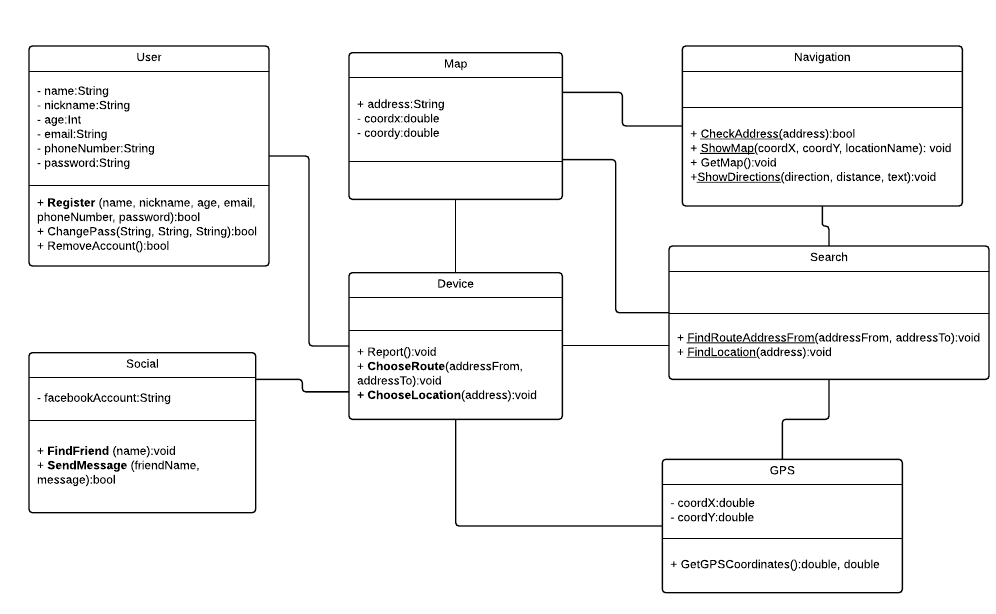 User
- name:String
- nickname:String
- age:Int
- email:String
- phoneNumber:String
- password:String
+ Register (name, nickname, age, email,
phoneNumber, password):bool
+ ChangePass(String, String, String):bool
+ RemoveAccount():bool
Map
+ address:String
- coordx:double
- coordy:double
Navigation
+ CheckAddress(address):bool
+ ShowMap(coordX, coordY, locationName): void
+ GetMap():void
+ShowDirections(direction, distance, text):void
Device
+ Report():void
+ ChooseRoute(addressFrom,
addressTo):void
+ ChooseLocation(address):void
Search
+ FindRouteAddressFrom(addressFrom, addressTo):void
+ FindLocation(address):void
Social
- facebookAccount:String
+ FindFriend (name):void
+ SendMessage (friendName,
message):bool
GPS
- coordX:double
- coordY:double
+ GetGPSCoordinates():double, double